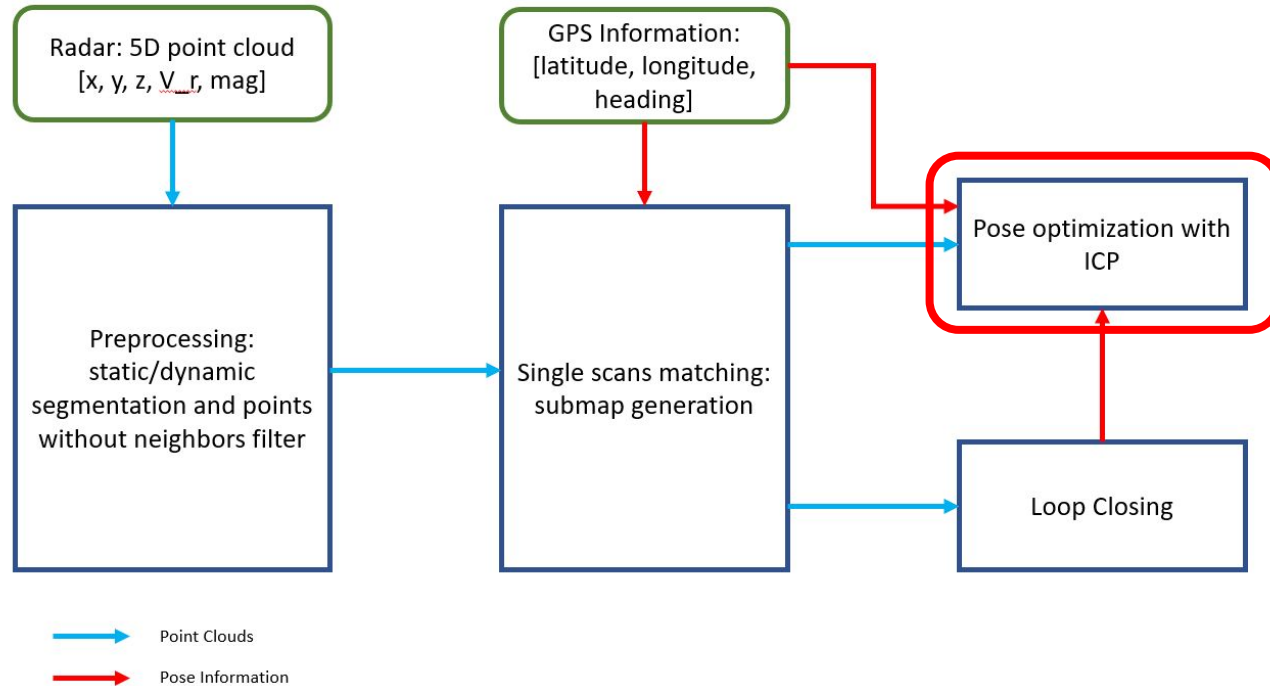 Radar: 5D point cloud
[x, y, z, V_r, mag]
GPS Information:
[latitude, longitude,
heading]
Pose optimization with
ICP
Preprocessing:
static/dynamic
segmentation and points
without neighbors filter
Single scans matching:
submap generation
Loop Closing
Point Clouds
Pose Information